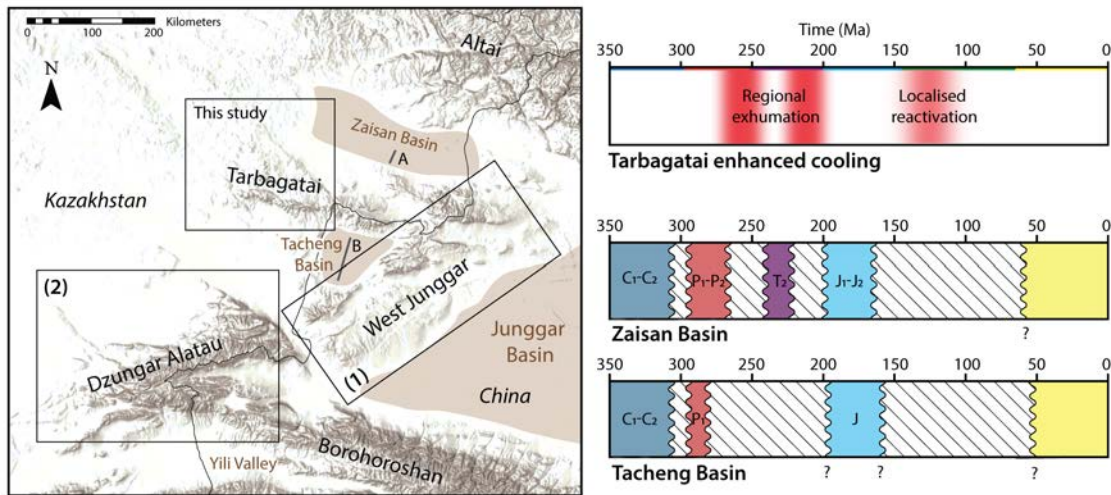 Kilometers
0 100 200
N
Altai
This study
Zaisan Basin
A
Tarbagatai
Kazakhstan
B
Tacheng
Basin
(2)
West Junggar
Junggar
Basin
Dzungar Alatau
(1)
China
Borohoroshan
Yili Valley
Time (Ma)
350 300 250 200 150 100 50 0
Regional
exhumation
Localised
reactivation
Tarbagatai enhanced cooling
350 300 250 200 150 100 50 0
C₁-C₂ P₁-P₂ T₂ J₁-J₂
Zaisan Basin ?
350 300 250 200 150 100 50 0
C₁-C₂ P₁ J
? ? ?
Tacheng Basin